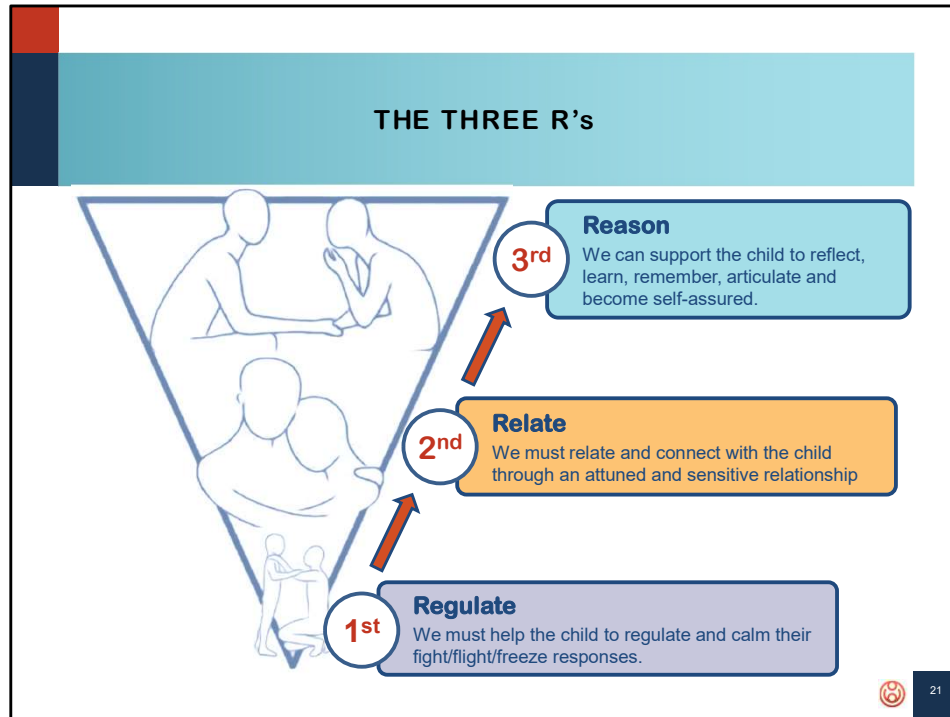 THE THREE R's
3rd
Reason
We can support the child to reflect,
learn, remember, articulate and
become self-assured.
2nd
Relate
We must relate and connect with the child
through an attuned and sensitive relationship
1st
Regulate
We must help the child to regulate and calm their
fight/flight/freeze responses.
21